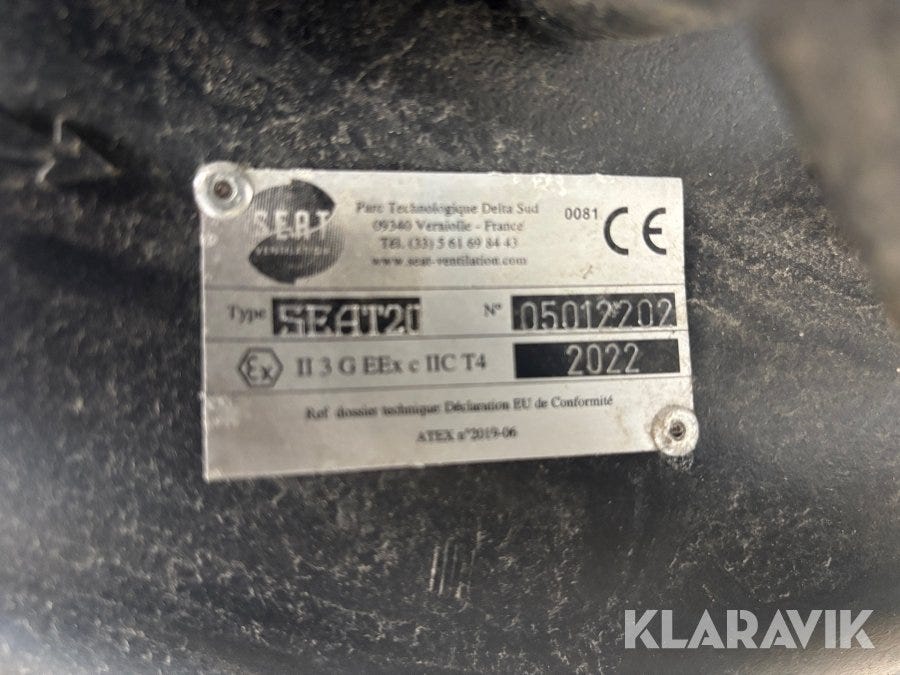 SEAT
VENTILATION
Parc Technologique Delta Sud
09340 Verniolle - France
Tél. (33) 5 61 69 84 43
www.seat-ventilation.com
0081 CE
Type SEAT20 N° 05012202
Ex II 3 G EEx c IIC T4 2022
Ref dossier technique: Déclaration EU de Conformité
ATEX n°2019-06
KLARAVIK